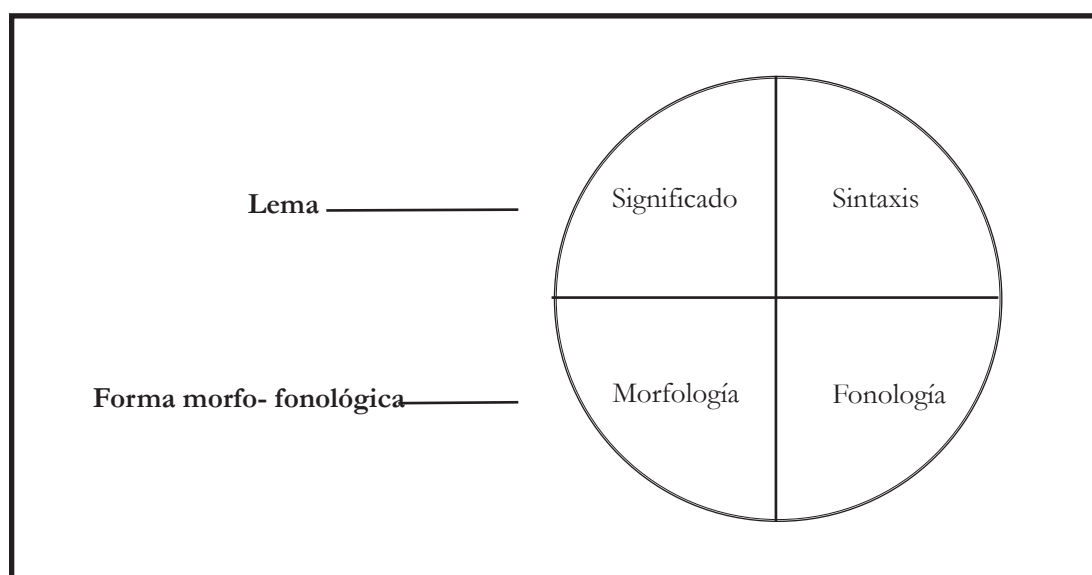 Lema
Significado
Sintaxis
Forma morfo- fonológica
Morfología
Fonología